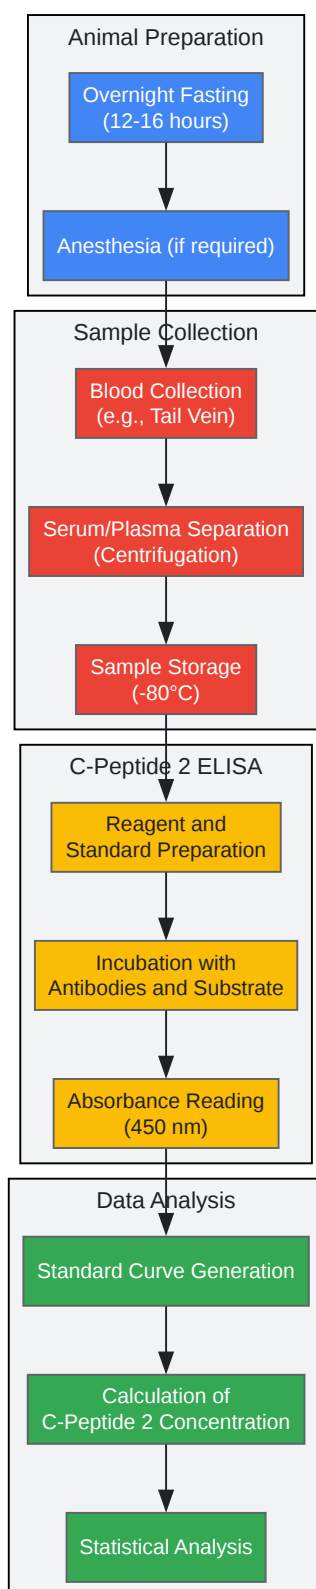 Animal Preparation
Overnight Fasting
(12-16 hours)
Anesthesia (if required)
Sample Collection
Blood Collection
(e.g., Tail Vein)
Serum/Plasma Separation
(Centrifugation)
Sample Storage
(-80°C)
C-Peptide 2 ELISA
Reagent and
Standard Preparation
Incubation with
Antibodies and Substrate
Absorbance Reading
(450 nm)
Data Analysis
Standard Curve Generation
Calculation of
C-Peptide 2 Concentration
Statistical Analysis